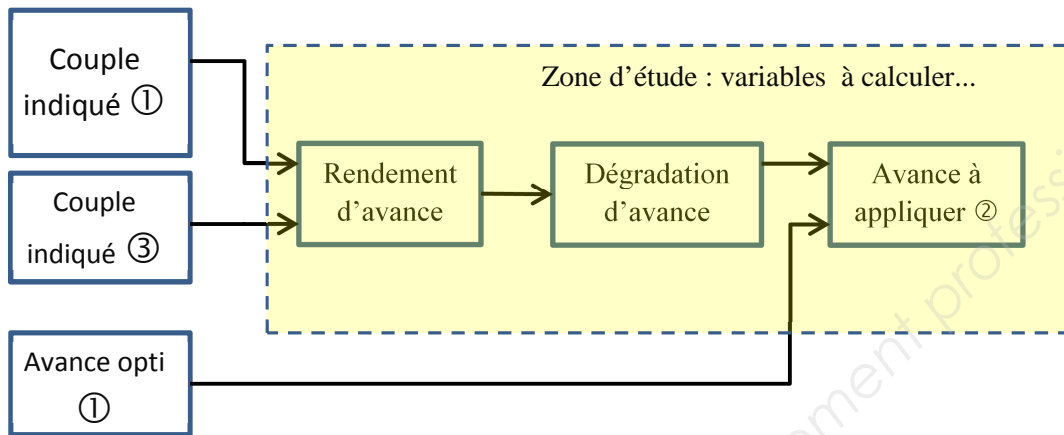 Couple
indiqué ①
Zone d’étude : variables à calculer...
Rendement
d’avance
Dégradation
d’avance
Avance à
appliquer ②
Couple
indiqué ③
Avance opti
①